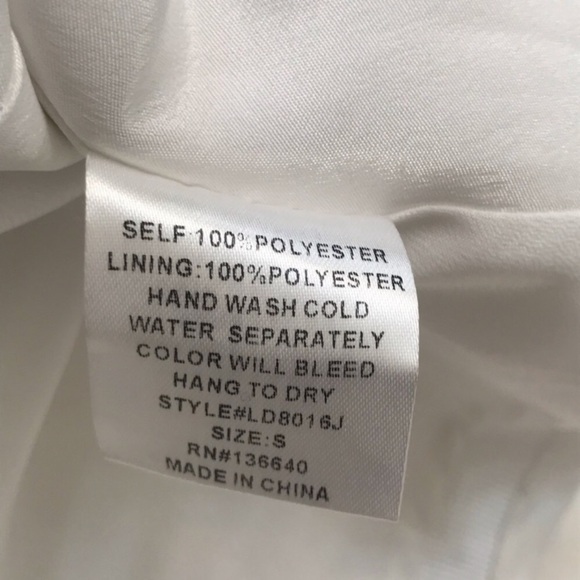 SELF:100%POLYESTER
LINING:100%POLYESTER
HAND WASH COLD
WATER SEPARATELY
COLOR WILL BLEED
HANG TO DRY
STYLE#LD8016J
SIZE:S
RN#136640
MADE IN CHINA